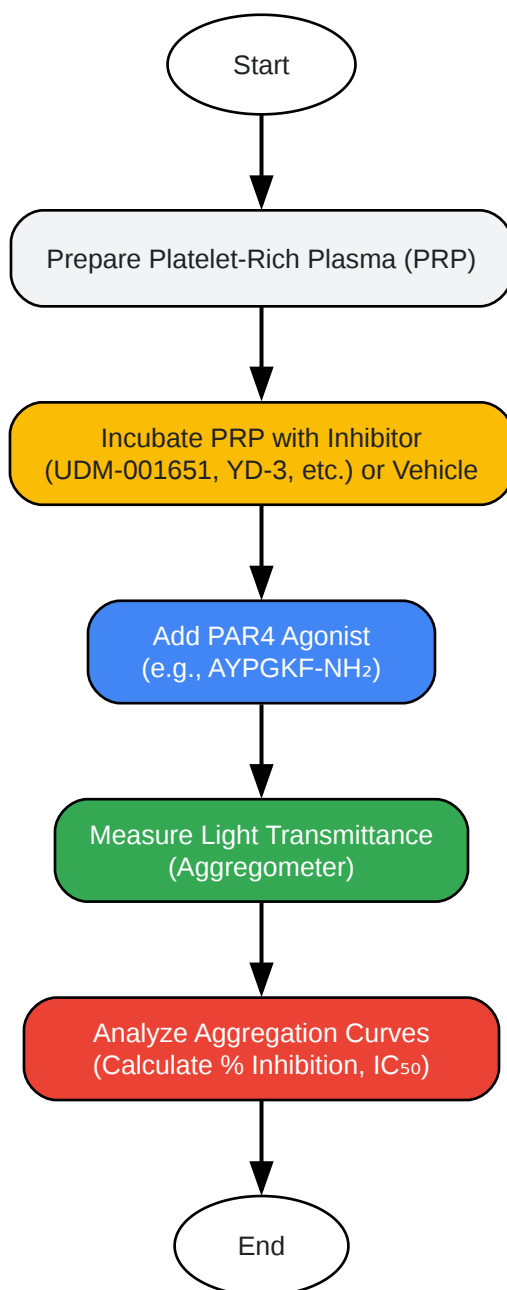 Start
Prepare Platelet-Rich Plasma (PRP)
Incubate PRP with Inhibitor
(UDM-001651, YD-3, etc.) or Vehicle
Add PAR4 Agonist
(e.g., AYPGKF-NH₂)
Measure Light Transmittance
(Aggregometer)
Analyze Aggregation Curves
(Calculate % Inhibition, IC₅₀)
End